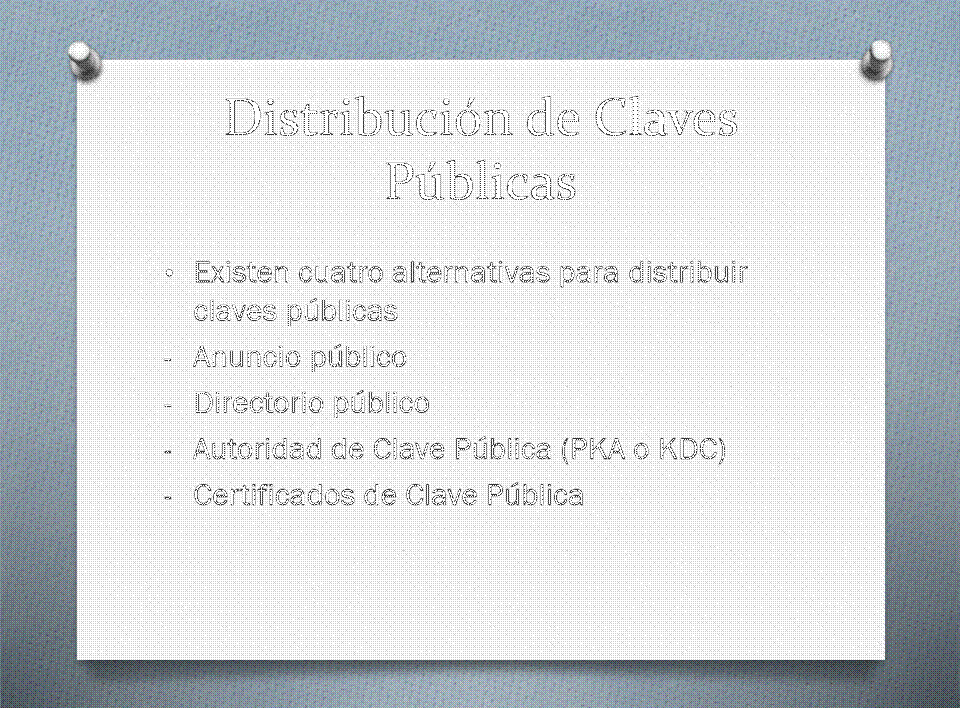 Distribución de Claves
Públicas
• Existen cuatro alternativas para distribuir
claves públicas
- Anuncio público
- Directorio público
- Autoridad de Clave Pública (PKA o KDC)
- Certificados de Clave Pública